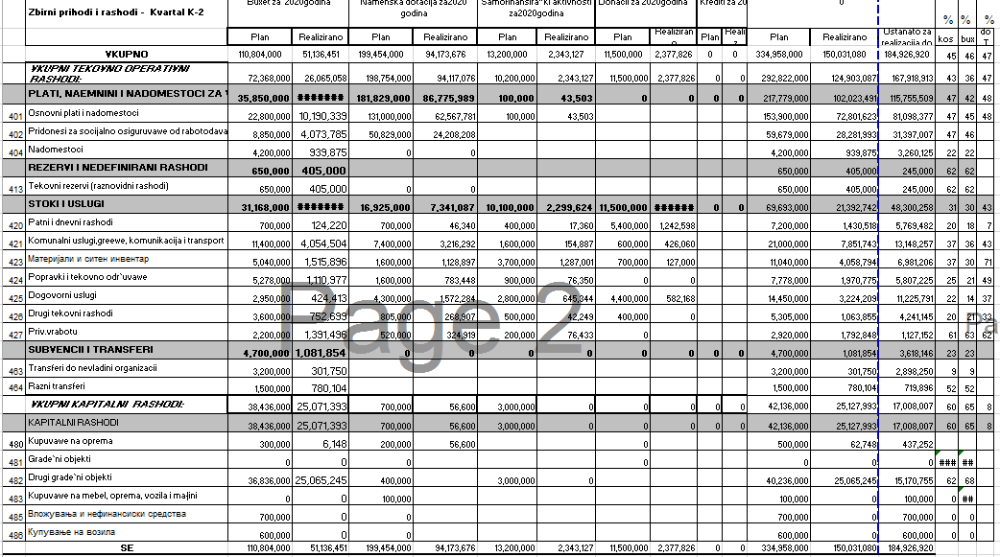 Zbirni prihodi i rashodi - Kvartal K-2
Buxet za 2020godina Namenska dotacija za2020 godina za2020godina Donacii za 2020godina Krediti za 20 0
% % %
Plan Realizirano Plan Realizirano Plan Realizirano Plan Realiziran Plan Reali Plan Realizirano Ustanato za realizacija do kos bux do T
VKUPNO 110,804,000 51,136,451 199,454,000 94,173,676 13,200,000 2,343,127 11,500,000 2,377,826 0 0 334,958,000 150,031,080 184,926,920 45 46 47
VKUPNI TEKOVNO OPERATIVNI RASHODI: 72,368,000 26,065,058 198,754,000 94,117,076 10,200,000 2,343,127 11,500,000 2,377,826 0 0 292,822,000 124,903,087 167,918,913 43 36 47
PLATI, NAEMNINI I NADOMESTOCI ZA V 35,850,000 ####### 181,829,000 86,775,989 100,000 43,503 0 0 0 0 217,779,000 102,023,491 115,755,509 47 42 48
401 Osnovni plati i nadomestoci 22,800,000 10,190,339 131,000,000 62,567,781 100,000 43,503 153,900,000 72,801,623 81,098,377 47 45 48
402 Pridonesi za socijalno osiguruvawe od rabotodava 8,850,000 4,073,785 50,829,000 24,208,208 59,679,000 28,281,993 31,397,007 47 46
404 Nadomestoci 4,200,000 939,875 0 0 4,200,000 939,875 3,260,125 22 22
REZERVI I NEDEFINIRANI RASHODI 650,000 405,000 650,000 405,000 245,000 62 62
413 Tekovni rezervi (raznovidni rashodi) 650,000 405,000 0 0 650,000 405,000 245,000 62 62
STOKI I USLUGI 31,168,000 ####### 16,925,000 7,341,087 10,100,000 2,299,624 11,500,000 ###### 0 0 69,693,000 21,392,742 48,300,258 31 30 43
420 Patni i dnevni rashodi 700,000 124,220 700,000 46,340 400,000 17,360 5,400,000 1,242,598 7,200,000 1,430,518 5,769,482 20 18 7
421 Komunalni uslugi,greewe, komunikacija i transport 11,400,000 4,054,504 7,400,000 3,216,292 1,600,000 154,887 600,000 426,060 21,000,000 7,851,743 13,148,257 37 36 43
423 Материјали и ситен инвентар 5,040,000 1,515,896 1,600,000 1,128,897 3,700,000 1,287,001 700,000 127,000 11,040,000 4,058,794 6,981,206 37 30 71
424 Popravki i tekovno odr`uvawe 5,278,000 1,110,977 1,600,000 783,448 900,000 76,350 0 0 7,778,000 1,970,775 5,807,225 25 21 49
425 Dogovorni uslugi 2,950,000 424,413 4,300,000 1,572,284 2,800,000 645,344 4,400,000 582,168 14,450,000 3,224,209 11,225,791 22 14 37
426 Drugi tekovni rashodi 3,600,000 752,699 805,000 268,907 500,000 42,249 400,000 0 5,305,000 1,063,855 4,241,145 20 21 33
427 Priv.vrabotu 2,200,000 1,391,496 520,000 324,919 200,000 76,433 0 2,920,000 1,792,848 1,127,152 61 63 62
SUBVENCII I TRANSFERI 4,700,000 1,081,854 0 0 0 0 0 0 0 0 4,700,000 1,081,854 3,618,146 23 23
463 Transferi do nevladini organizacii 3,200,000 301,750 3,200,000 301,750 2,898,250 9 9
464 Razni transferi 1,500,000 780,104 1,500,000 780,104 719,896 52 52
VKUPNI KAPITALNI RASHODI: 38,436,000 25,071,393 700,000 56,600 3,000,000 0 0 0 0 0 42,136,000 25,127,993 17,008,007 60 65 8
KAPITALNI RASHODI 38,436,000 25,071,393 700,000 56,600 3,000,000 0 0 0 0 0 42,136,000 25,127,993 17,008,007 60 65 8
480 Kupuvawe na oprema 300,000 6,148 200,000 56,600 0 500,000 62,748 437,252
481 Grade`ni objekti 0 0 0 0 0 0 0 0 ### ##
482 Drugi grade`ni objekti 36,836,000 25,065,245 400,000 3,000,000 0 40,236,000 25,065,245 15,170,755 62 68
483 Kupuvawe na mebel, oprema, vozila i ma{ini 0 0 100,000 100,000 0 100,000 0 ##
485 Вложувања и нефинансиски средства 700,000 0 700,000 0 700,000 0 0
486 Купување на возила 600,000 0 600,000 0 600,000 0 0
SE 110,804,000 51,136,451 199,454,000 94,173,676 13,200,000 2,343,127 11,500,000 2,377,826 0 0 334,958,000 150,031,080 184,926,920
Page 2
Pa